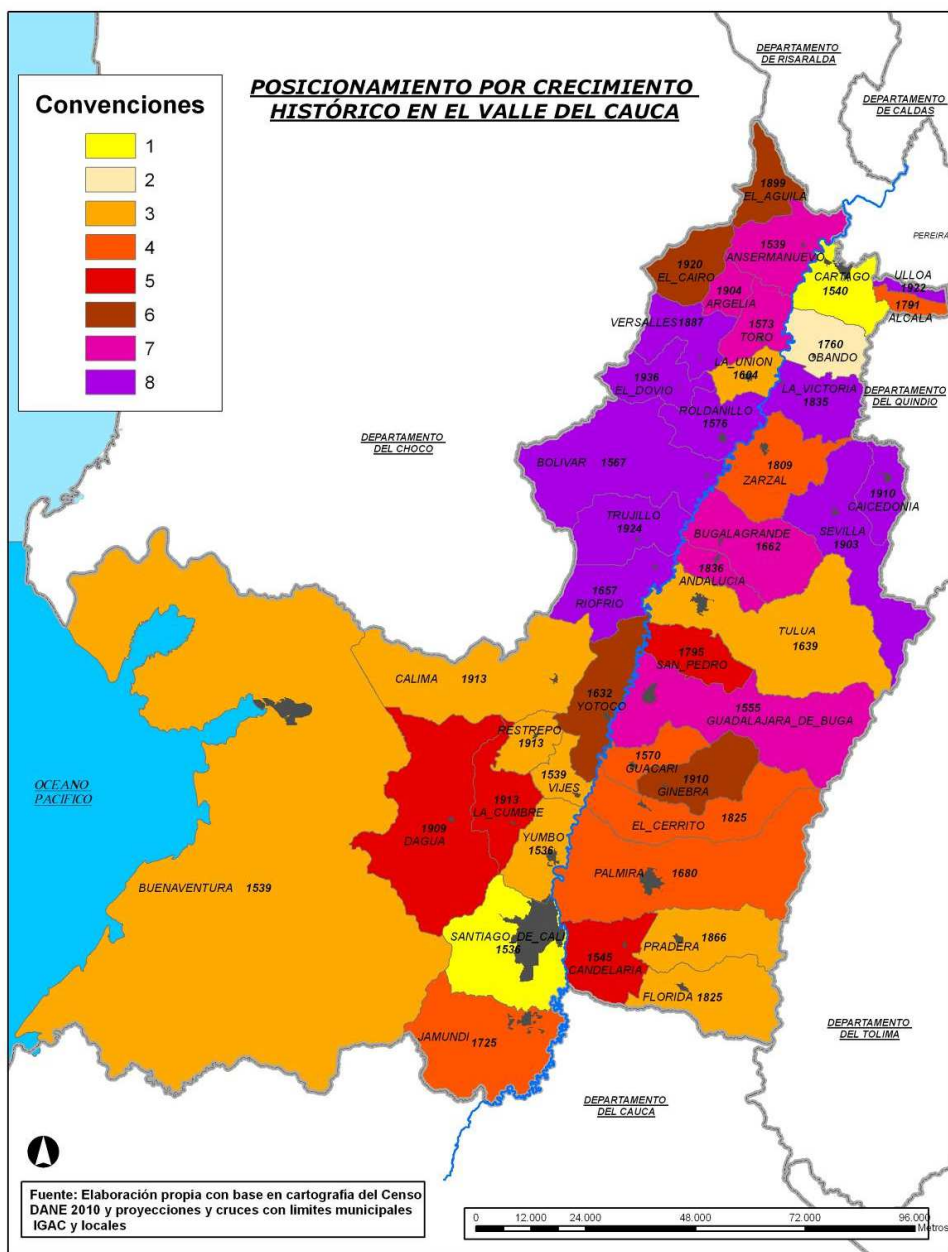 DEPARTAMENTO
DE RISARALDA
POSICIONAMIENTO POR CRECIMIENTO
HISTÓRICO EN EL VALLE DEL CAUCA
DEPARTAMENTO
DE CALDAS
Convenciones
1
2
3
4
5
6
7
8
1899
EL_AGUILA
PEREIRA
1539
ANSERMANUEVO
1920
EL_CAIRO
CARTAGO
1540
ULLOA
1922
1791
ALCALA
1904
ARGELIA
VERSALLES 1887
1573
TORO
1760
OBANDO
LA_UNION
1604
1936
EL_DOVIO
LA_VICTORIA
1835
DEPARTAMENTO
DEL QUINDIO
ROLDANILLO
1576
DEPARTAMENTO
DEL CHOCO
BOLIVAR 1567
1809
ZARZAL
1910
CAICEDONIA
TRUJILLO
1924
SEVILLA
1903
BUGALAGRANDE
1662
1836
ANDALUCIA
1657
RIOFRIO
TULUA
1639
1795
SAN_PEDRO
CALIMA 1913
1632
YOTOCO
1555
GUADALAJARA_DE_BUGA
RESTREPO
1913
1570
GUACARI
1539
VIJES
1910
GINEBRA
OCEANO
PACIFICO
1913
LA_CUMBRE
1909
DAGUA
EL_CERRITO 1825
YUMBO
1536
BUENAVENTURA 1539
PALMIRA 1680
SANTIAGO_DE_CALI
1536
1866
PRADERA
1545
CANDELARIA
FLORIDA 1825
JAMUNDI
1725
DEPARTAMENTO
DEL TOLIMA
DEPARTAMENTO
DEL CAUCA
Fuente: Elaboración propia con base en cartografia del Censo
DANE 2010 y proyecciones y cruces con limites municipales
IGAC y locales
0 12.000 24.000 48.000 72.000 96.000
Metros